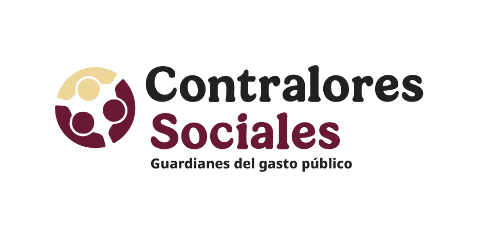 Contralores
Sociales
Guardianes del gasto público